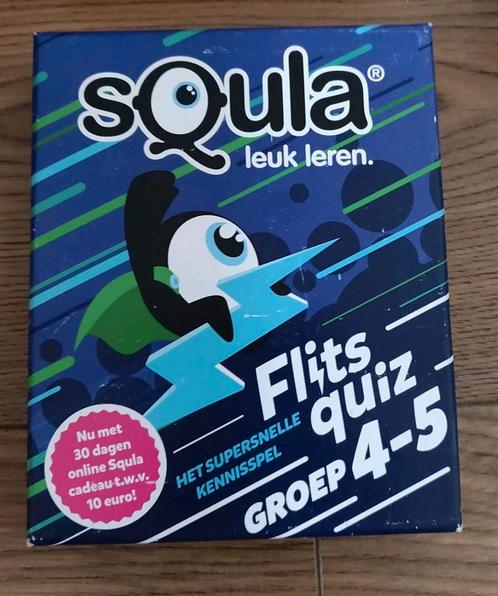 sQula®
leuk leren.
Flits
quiz
HET SUPERSNELLE
KENNISSPEL
GROEP 4-5
Nu met
30 dagen
online Squla
cadeau t.w.v.
10 euro!